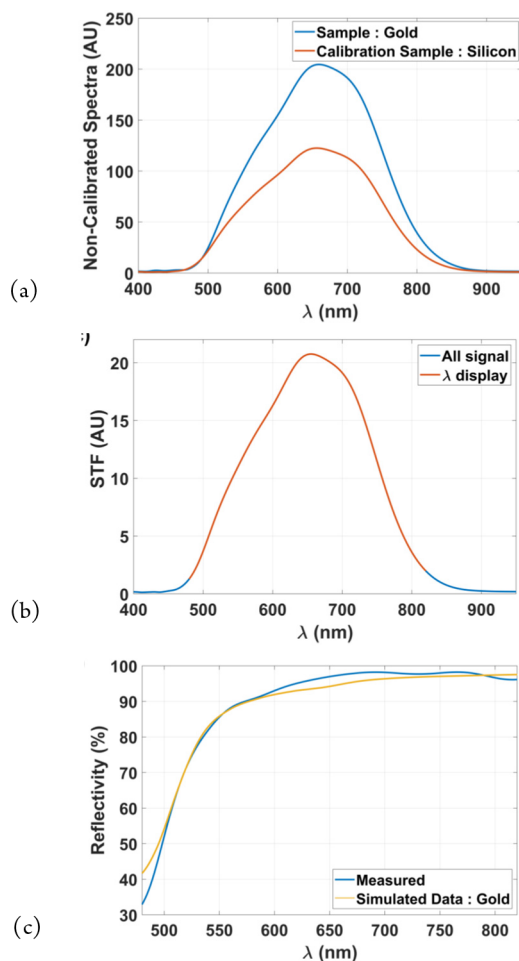 250
200
150
100
50
0
Non-Calibrated Spectra (AU)
Sample : Gold
Calibration Sample : Silicon
400 500 600 700 800 900
λ (nm)
(a)
20
15
10
5
0
STF (AU)
All signal
λ display
400 500 600 700 800 900
λ (nm)
(b)
100
90
80
70
60
50
40
30
Reflectivity (%)
Measured
Simulated Data : Gold
500 550 600 650 700 750 800
λ (nm)
(c)